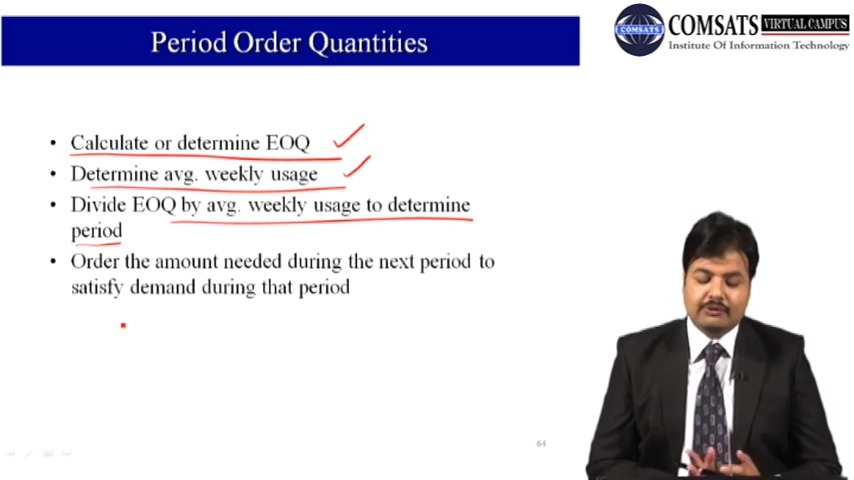 Period Order Quantities
COMSATS VIRTUAL CAMPUS
COMSATS
Institute Of Information Technology
• Calculate or determine EOQ
• Determine avg. weekly usage
• Divide EOQ by avg. weekly usage to determine
period
• Order the amount needed during the next period to
satisfy demand during that period
64